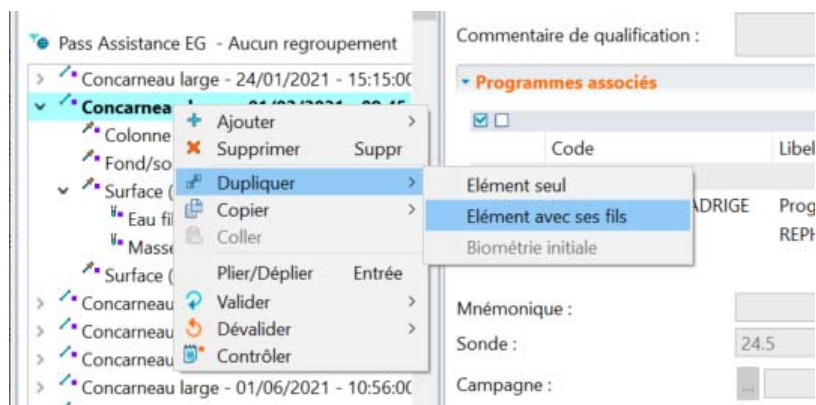 Pass Assistance EG - Aucun regroupement
Concarneau large - 24/01/2021 - 15:15:00
Concarnea
Colonne
Fond/so
Surface (
Eau fil
Masse
Surface (
Concarneau
Concarneau
Concarneau
Concarneau large - 01/06/2021 - 10:56:00
Ajouter
Supprimer Suppr
Dupliquer
Copier
Coller
Plier/Déplier Entrée
Valider
Dévalider
Contrôler
Elément seul
Elément avec ses fils
Biométrie initiale
Commentaire de qualification :
Programmes associés
Code Libel
ADRIGE Prog
REPH
Mnémonique :
Sonde : 24.5
Campagne : ...